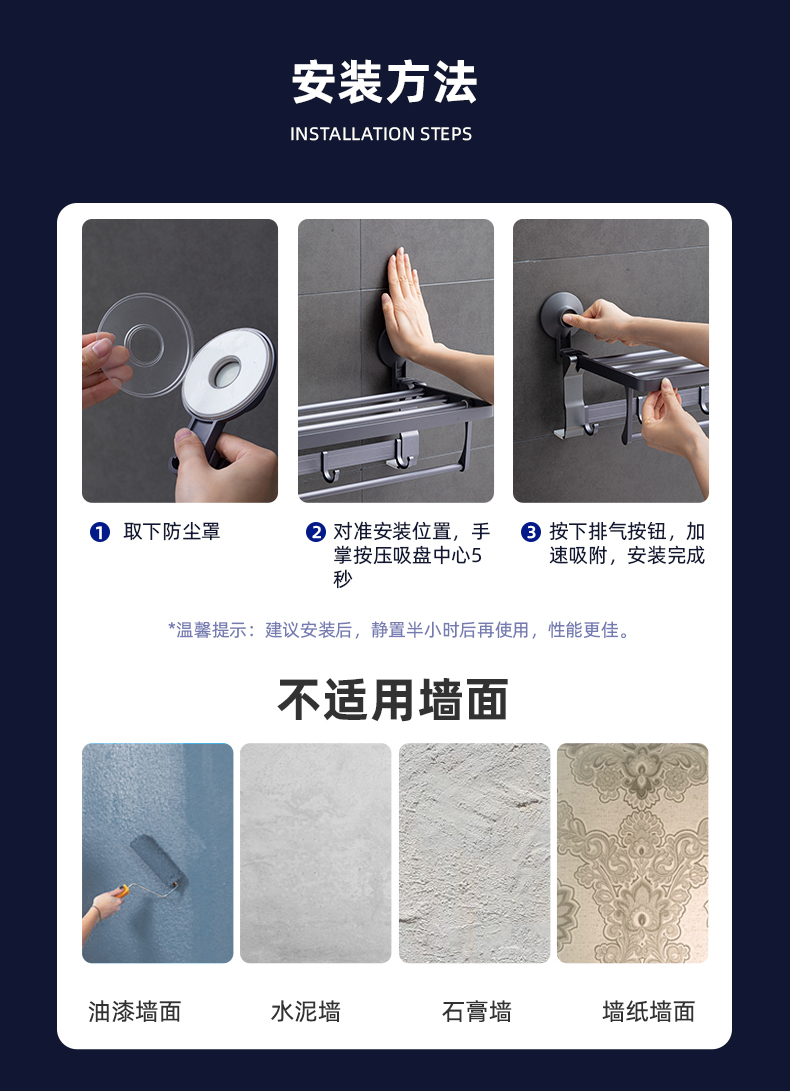 安装方法
INSTALLATION STEPS
1 取下防尘罩
2 对准安装位置，手
掌按压吸盘中心5
秒
3 按下排气按钮，加
速吸附，安装完成
*温馨提示：建议安装后，静置半小时后再使用，性能更佳。
不适用墙面
油漆墙面
水泥墙
石膏墙
墙纸墙面